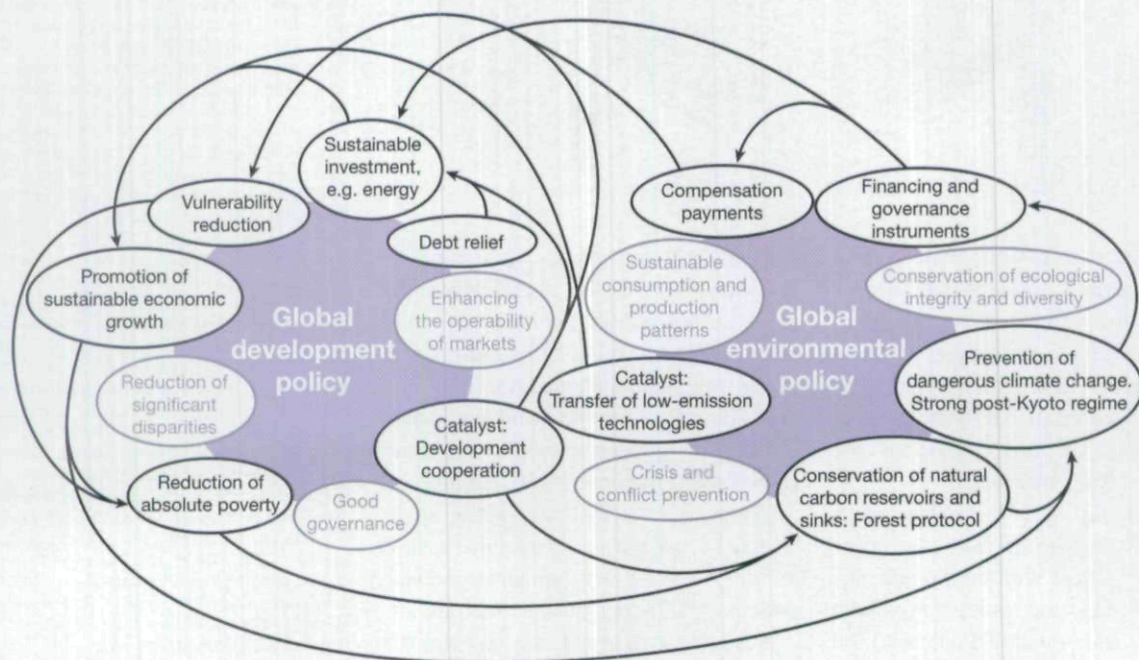 Sustainable
investment,
e.g. energy
Vulnerability
reduction
Debt relief
Promotion of
sustainable economic
growth
Enhancing
the operability
of markets
Global
development
policy
Reduction of
significant
disparities
Catalyst:
Development
cooperation
Reduction of
absolute poverty
Good
governance
Compensation
payments
Financing and
governance
instruments
Sustainable
consumption and
production
patterns
Conservation of ecological
integrity and diversity
Global
environmental
policy
Prevention of
dangerous climate change.
Strong post-Kyoto regime
Catalyst:
Transfer of low-emission
technologies
Crisis and
conflict prevention
Conservation of natural
carbon reservoirs and
sinks: Forest protocol